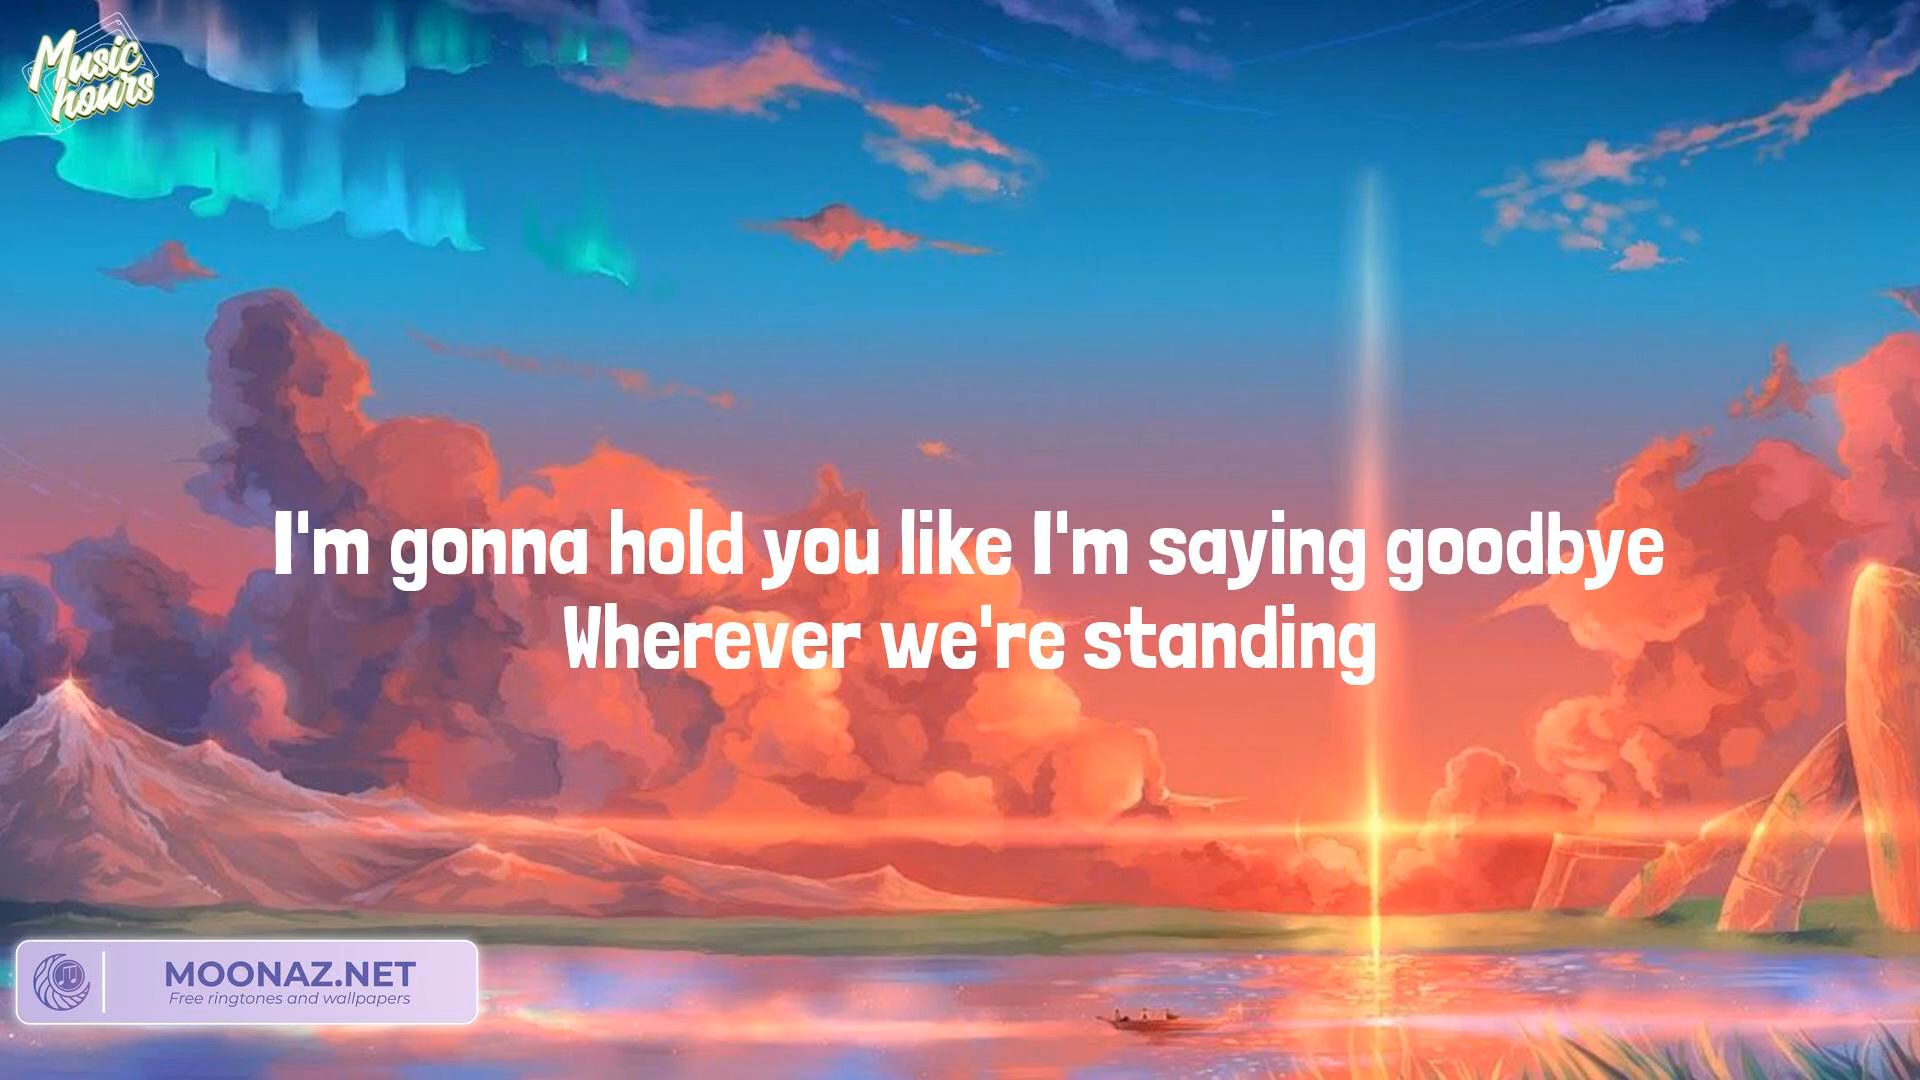 Music
hours
I'm gonna hold you like I'm saying goodbye
Wherever we're standing
MOONAZ.NET
Free ringtones and wallpapers